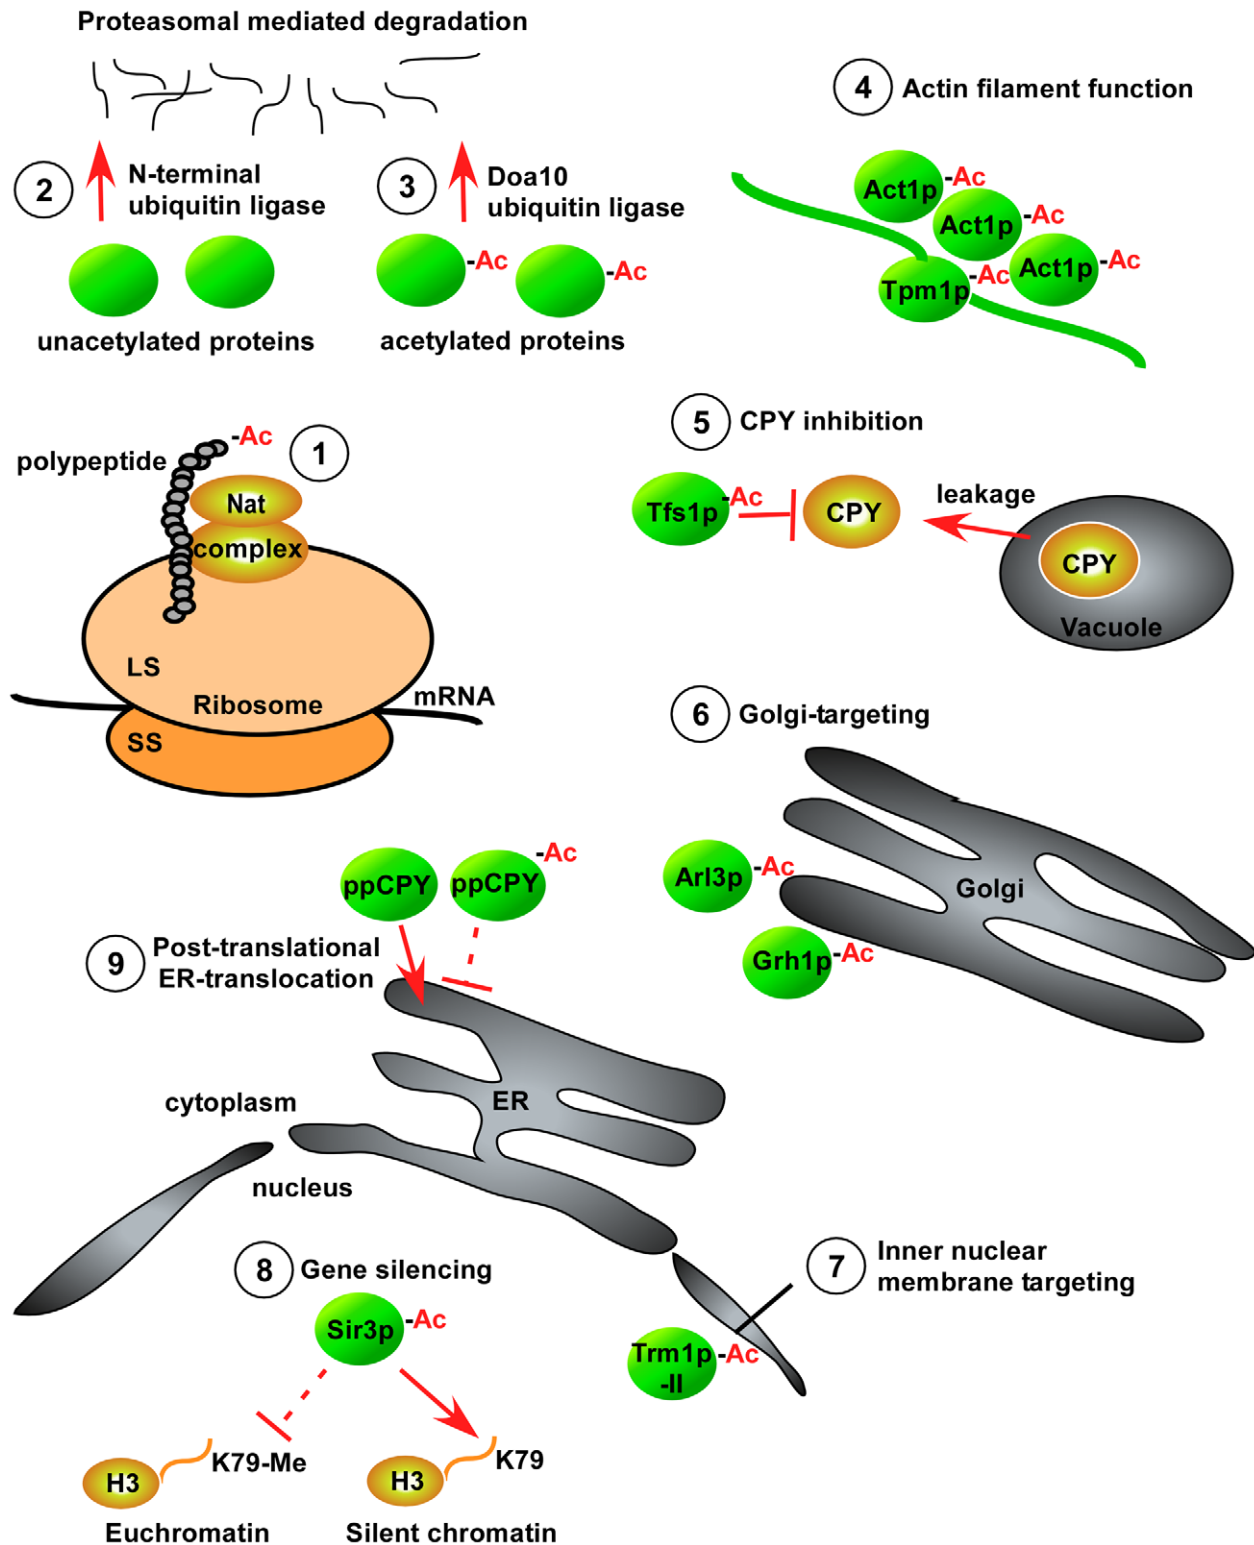 Proteasomal mediated degradation
2
N-terminal
ubiquitin ligase
3
Doa10
ubiquitin ligase
-Ac
-Ac
unacetylated proteins
acetylated proteins
4
Actin filament function
Act1p
-Ac
Act1p
-Ac
Act1p
-Ac
Tpm1p
-Ac
1
-Ac
polypeptide
Nat
complex
LS
Ribosome
mRNA
SS
5
CPY inhibition
Tfs1p
-Ac
CPY
leakage
CPY
Vacuole
6
Golgi-targeting
Arl3p
-Ac
Golgi
Grh1p
-Ac
ppCPY
ppCPY
-Ac
9
Post-translational
ER-translocation
ER
cytoplasm
nucleus
7
Inner nuclear
membrane targeting
Trm1p
-II
-Ac
8
Gene silencing
Sir3p
-Ac
H3
K79-Me
H3
K79
Euchromatin
Silent chromatin